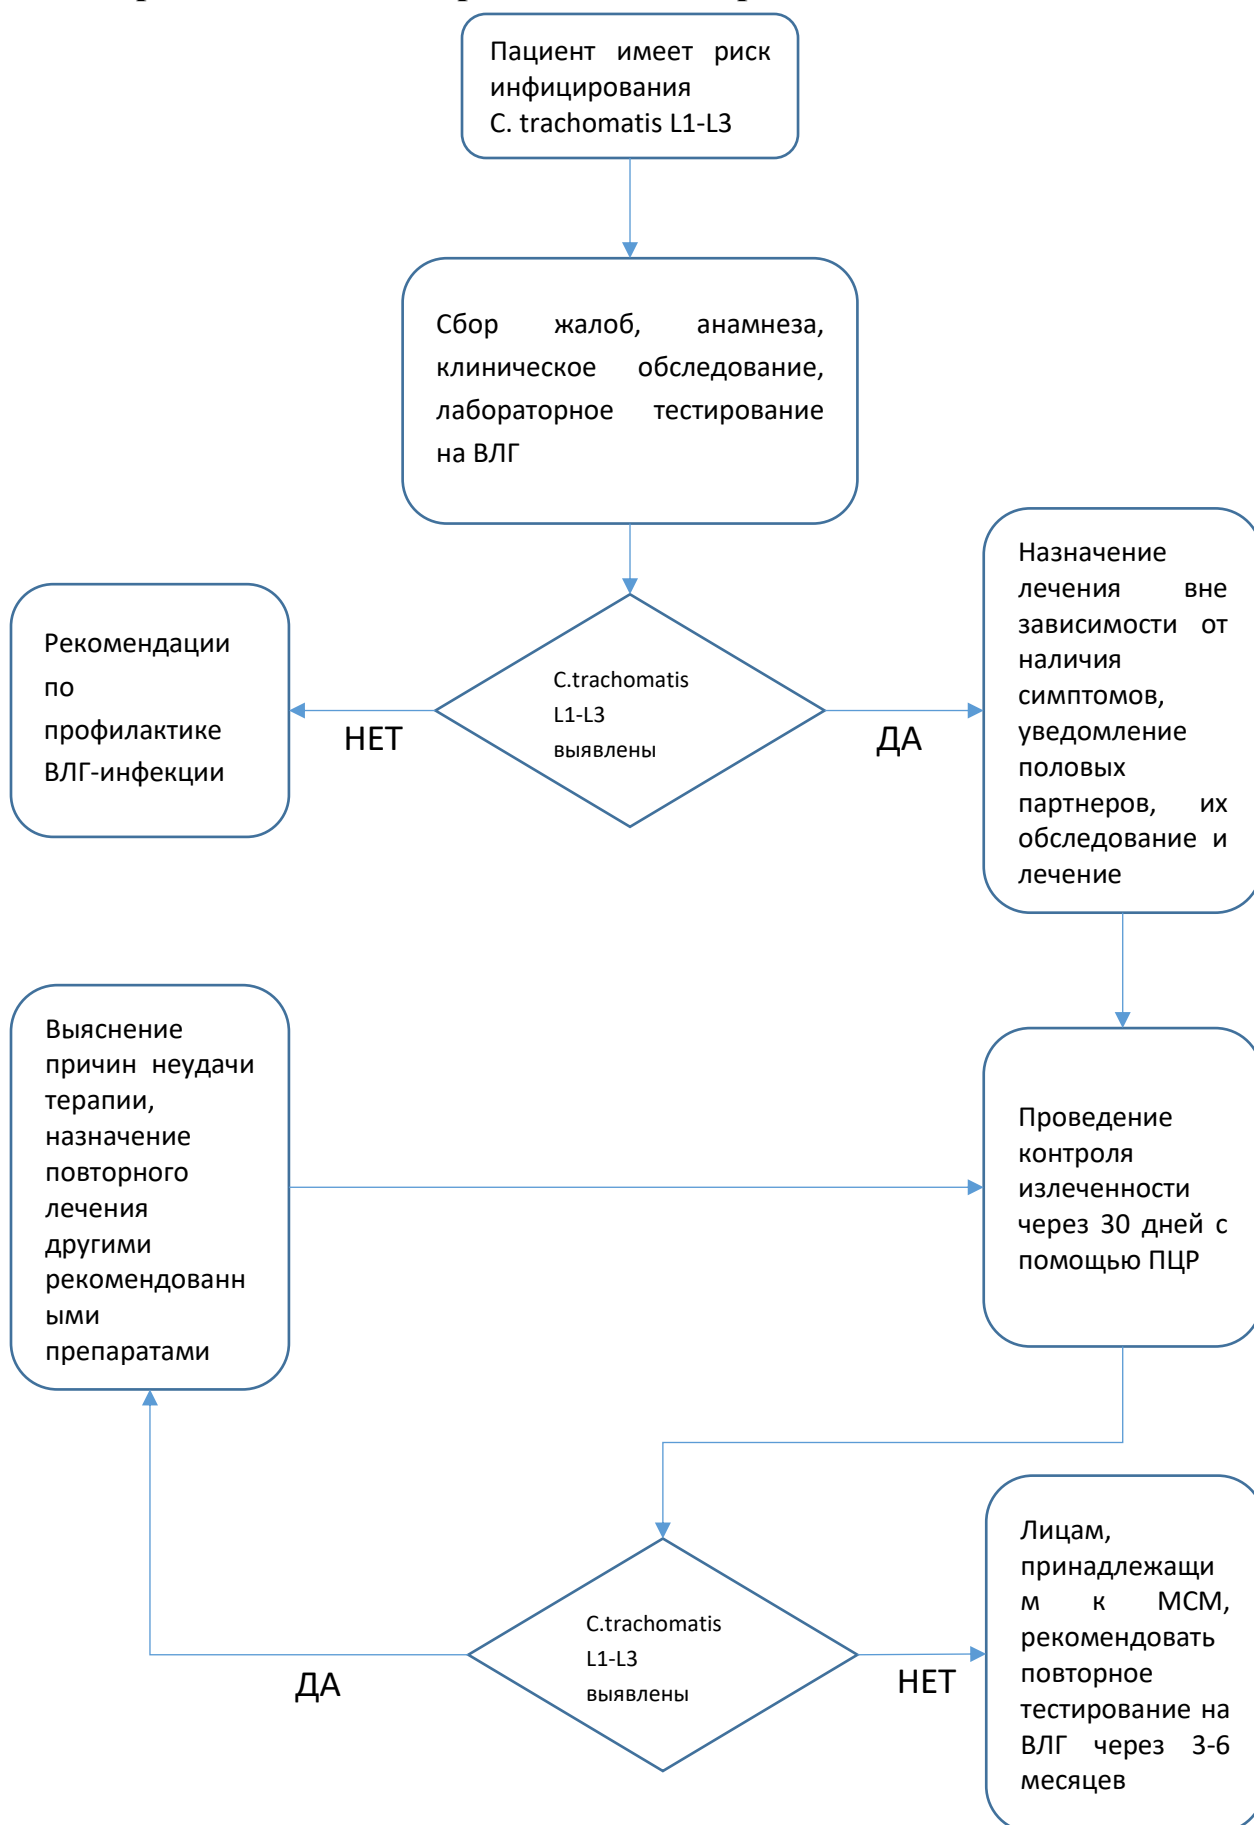 Пациент имеет риск
инфицирования
C. trachomatis L1-L3
Сбор жалоб, анамнеза,
клиническое обследование,
лабораторное тестирование
на ВЛГ
Назначение
лечения вне
зависимости от
наличия
симптомов,
уведомление
половых
партнеров, их
обследование и
лечение
Рекомендации
по
профилактике
ВЛГ-инфекции
НЕТ
C.trachomatis
L1-L3
выявлены
ДА
Выяснение
причин неудачи
терапии,
назначение
повторного
лечения
другими
рекомендованн
ыми
препаратами
Проведение
контроля
излеченности
через 30 дней с
помощью ПЦР
ДА
C.trachomatis
L1-L3
выявлены
НЕТ
Лицам,
принадлежащи
м к МСМ,
рекомендовать
повторное
тестирование на
ВЛГ через 3-6
месяцев